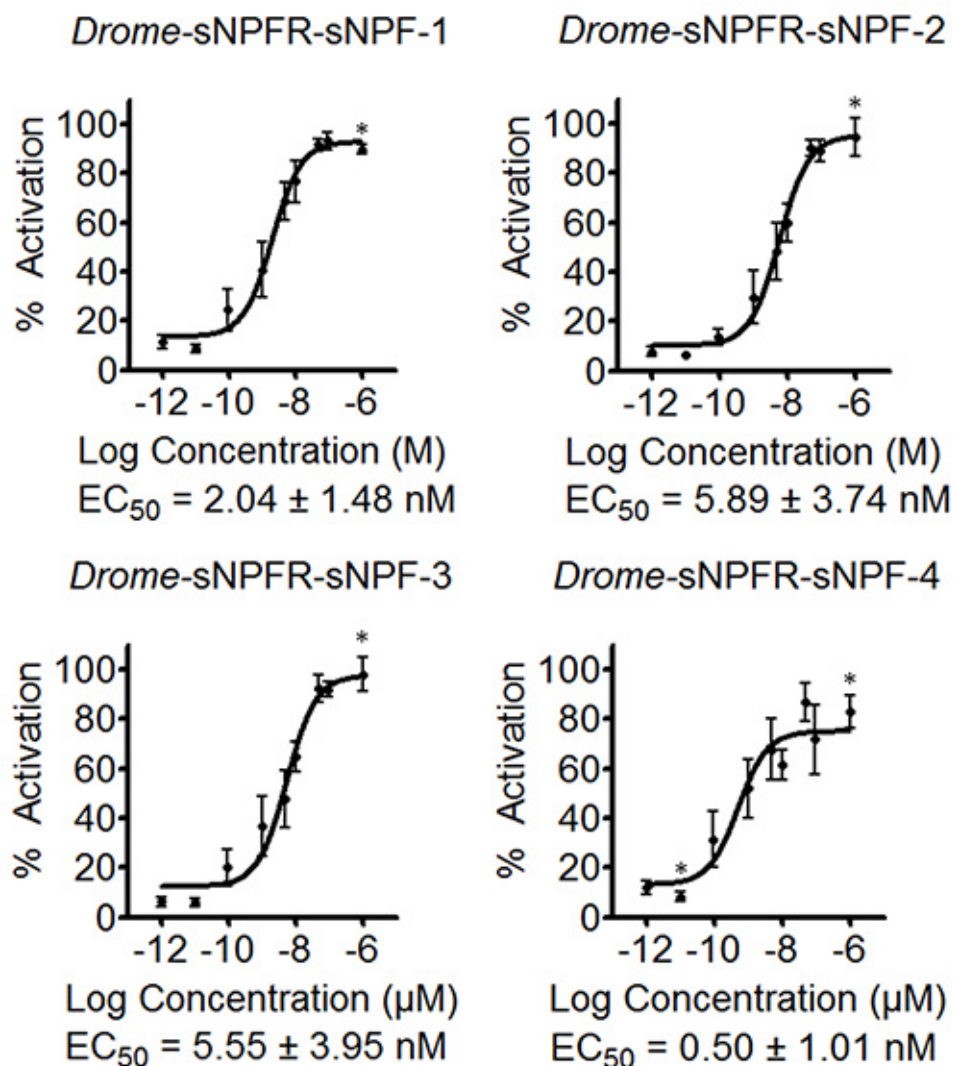 Drome-sNPFR-sNPF-1
*
100
80
60
40
20
0
% Activation
-12 -10 -8 -6
Log Concentration (M)
EC50 = 2.04 ± 1.48 nM
Drome-sNPFR-sNPF-2
*
100
80
60
40
20
0
% Activation
-12 -10 -8 -6
Log Concentration (M)
EC50 = 5.89 ± 3.74 nM
Drome-sNPFR-sNPF-3
*
100
80
60
40
20
0
% Activation
-12 -10 -8 -6
Log Concentration (µM)
EC50 = 5.55 ± 3.95 nM
Drome-sNPFR-sNPF-4
*
100
80
60
40
20
0
*
% Activation
-12 -10 -8 -6
Log Concentration (µM)
EC50 = 0.50 ± 1.01 nM